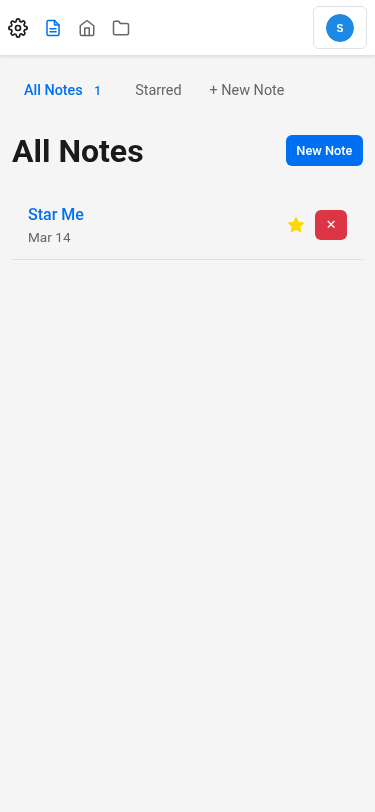 S
All Notes 1 Starred + New Note
All Notes
New Note
Star Me
Mar 14